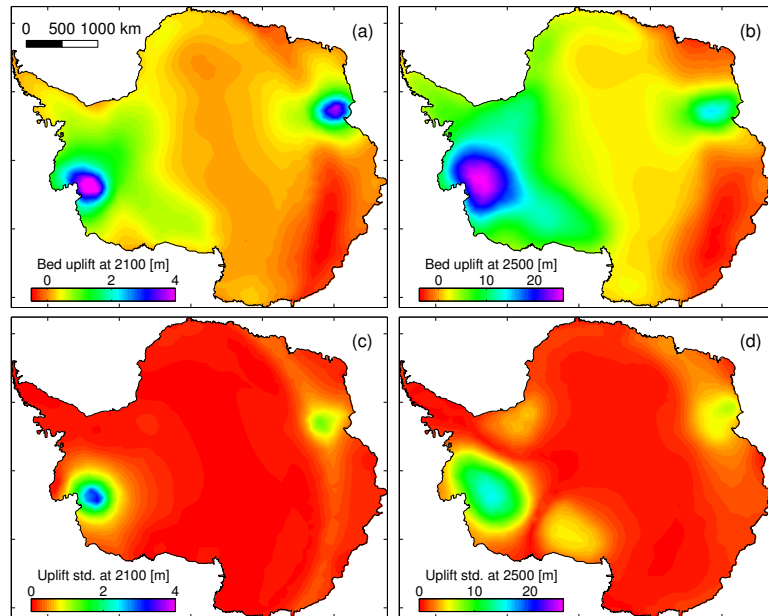 0 500 1000 km
(a)
(b)
Bed uplift at 2100 [m]
0 2 4
Bed uplift at 2500 [m]
0 10 20
(c)
(d)
Uplift std. at 2100 [m]
0 2 4
Uplift std. at 2500 [m]
0 10 20